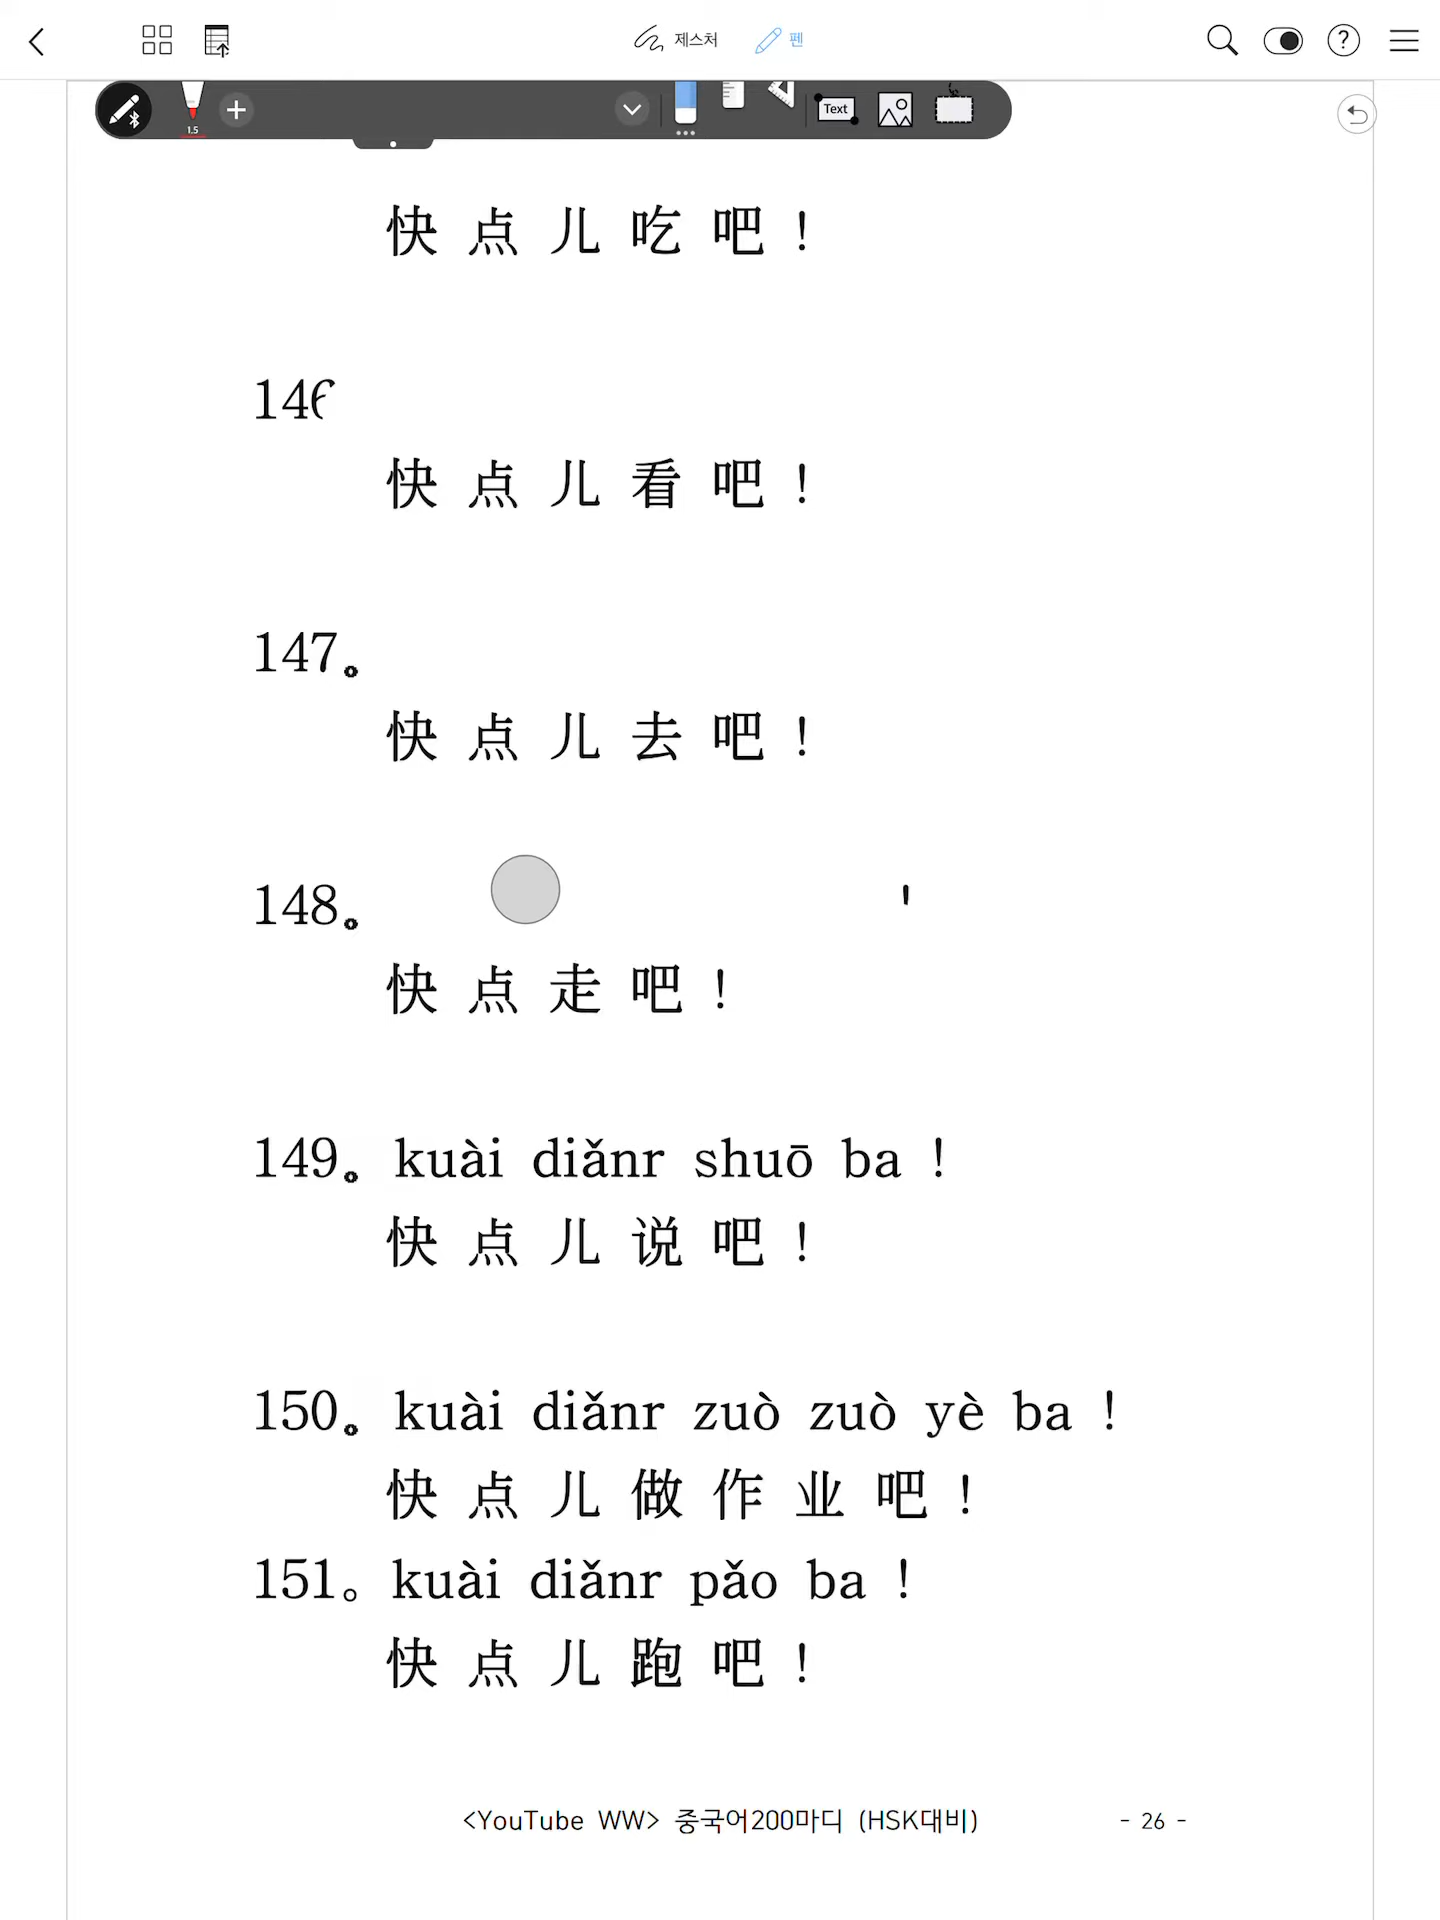 제스처 펜
1.5 Text
快 点 儿 吃 吧 !
146
快 点 儿 看 吧 !
147。
快 点 儿 去 吧 !
148。
快 点 走 吧 !
149。 kuài diǎnr shuō ba !
快 点 儿 说 吧 !
150。 kuài diǎnr zuò zuò yè ba !
快 点 儿 做 作 业 吧 !
151。 kuài diǎnr pǎo ba !
快 点 儿 跑 吧 !
<YouTube WW> 중국어200마디 (HSK대비) - 26 -